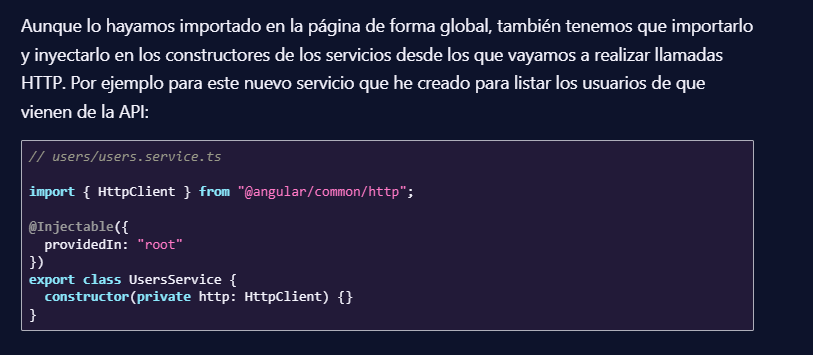 Aunque lo hayamos importado en la página de forma global, también tenemos que importarlo
y inyectarlo en los constructores de los servicios desde los que vayamos a realizar llamadas
HTTP. Por ejemplo para este nuevo servicio que he creado para listar los usuarios de que
vienen de la API:
// users/users.service.ts
import { HttpClient } from "@angular/common/http";
@Injectable({
  providedIn: "root"
})
export class UsersService {
  constructor(private http: HttpClient) {}
}